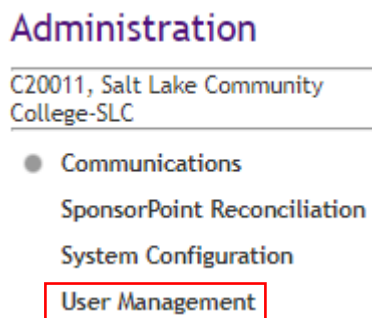 Administration
C20011, Salt Lake Community
College-SLC
Communications
SponsorPoint Reconciliation
System Configuration
User Management